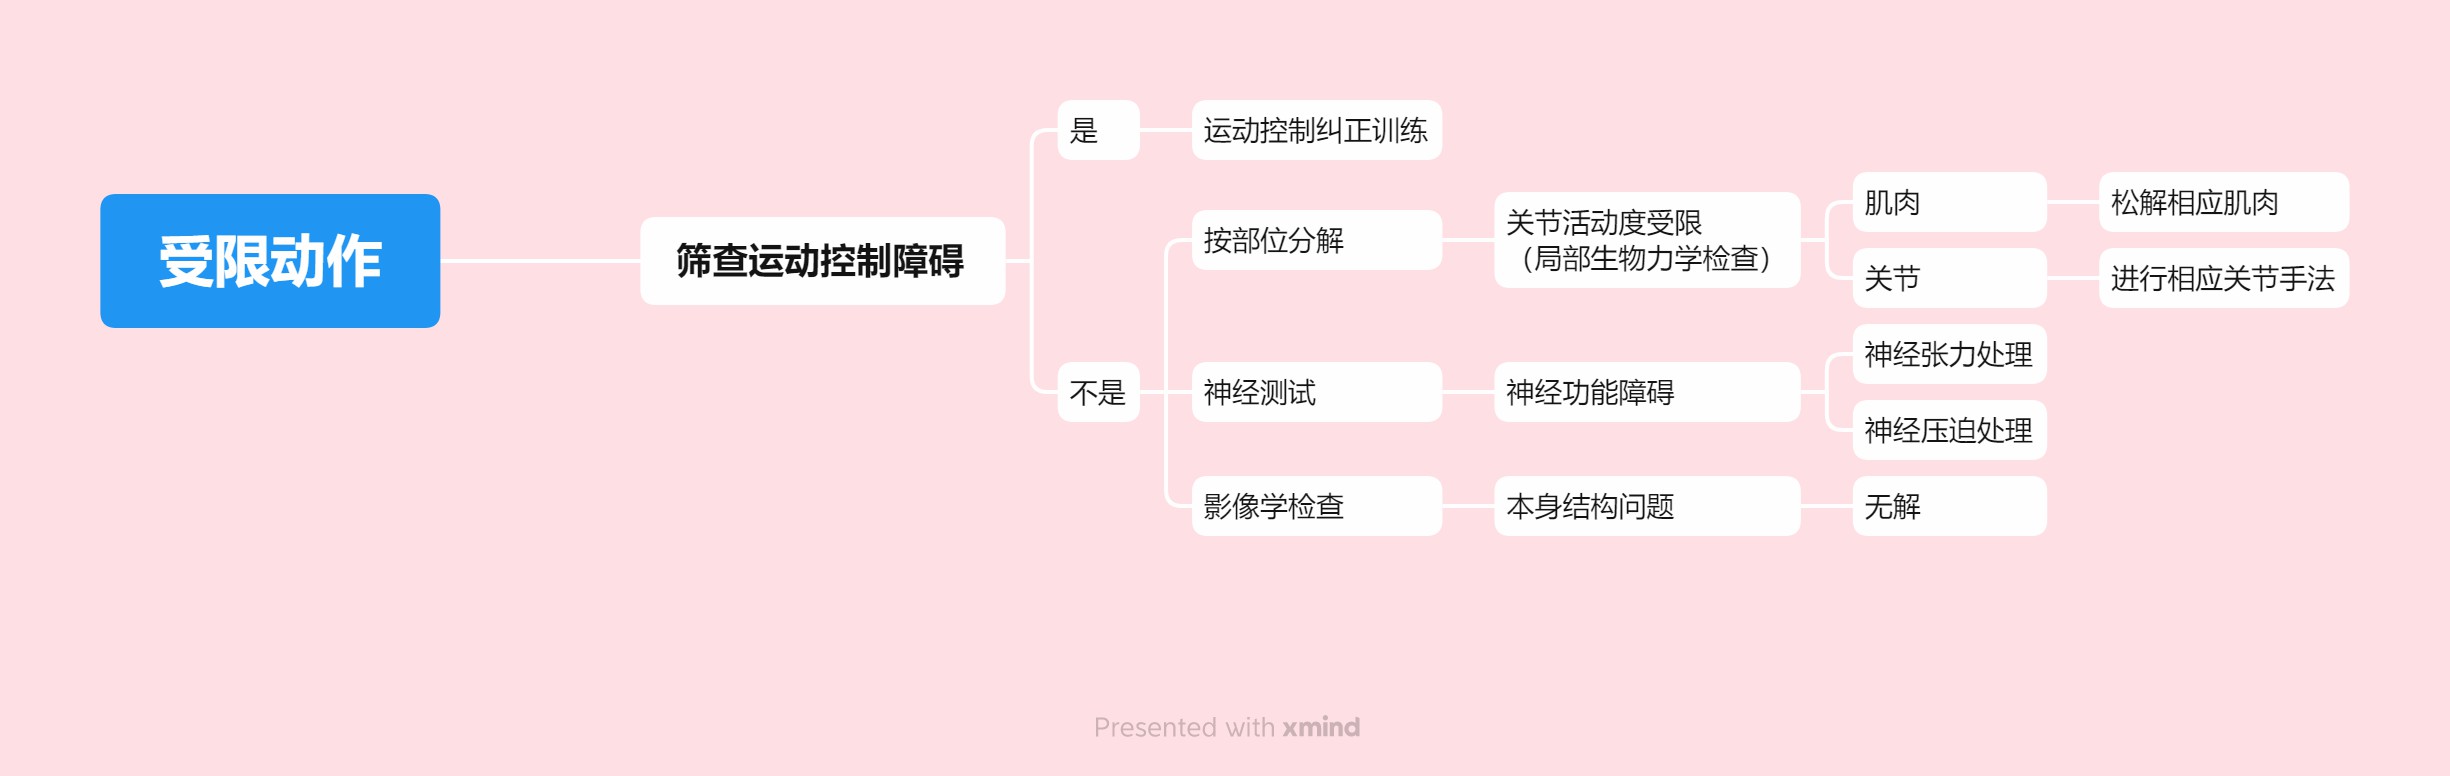 受限动作
筛查运动控制障碍
是
运动控制纠正训练
不是
按部位分解
关节活动度受限
（局部生物力学检查）
肌肉
松解相应肌肉
关节
进行相应关节手法
神经测试
神经功能障碍
神经张力处理
神经压迫处理
影像学检查
本身结构问题
无解
Presented with xmind